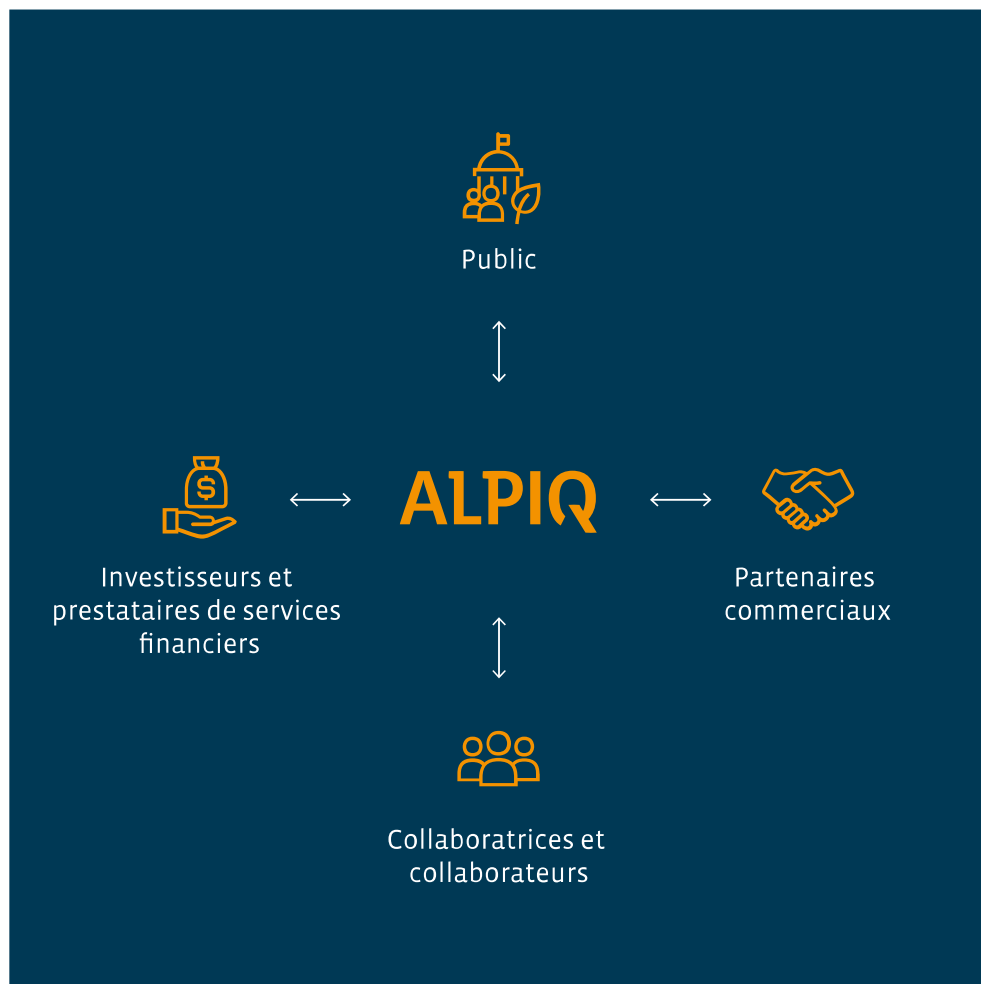 Public
ALPIQ
Investisseurs et
prestataires de services
financiers
Partenaires
commerciaux
Collaboratrices et
collaborateurs